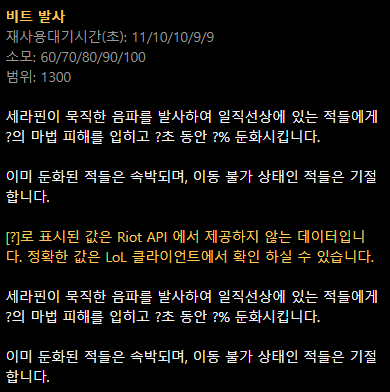 비트 발사
재사용대기시간(초): 11/10/10/9/9
소모: 60/70/80/90/100
범위: 1300
세라핀이 묵직한 음파를 발사하여 일직선상에 있는 적들에게
?의 마법 피해를 입히고 ?초 동안 ?% 둔화시킵니다.
이미 둔화된 적들은 속박되며, 이동 불가 상태인 적들은 기절
합니다.
[?]로 표시된 값은 Riot API 에서 제공하지 않는 데이터입니
다. 정확한 값은 LoL 클라이언트에서 확인 하실 수 있습니다.
세라핀이 묵직한 음파를 발사하여 일직선상에 있는 적들에게
?의 마법 피해를 입히고 ?초 동안 ?% 둔화시킵니다.
이미 둔화된 적들은 속박되며, 이동 불가 상태인 적들은 기절
합니다.